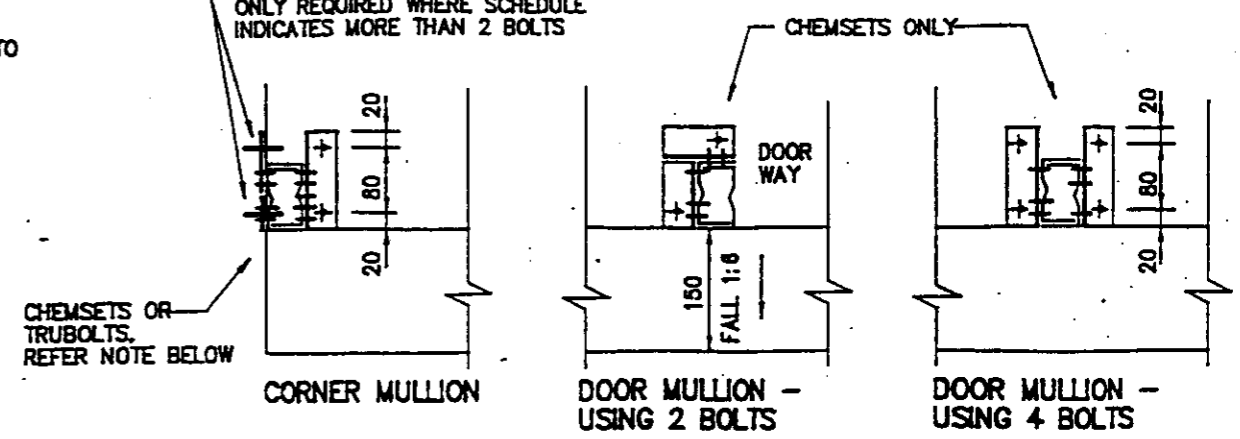 ONLY REQUIRED WHERE SCHEDULE
INDICATES MORE THAN 2 BOLTS
TO
CHEMSETS ONLY
20
80
20
DOOR
WAY
20
80
20
150
FALL 1:6
CHEMSETS OR
TRUBOLTS.
REFER NOTE BELOW
CORNER MULLION
DOOR MULLION –
USING 2 BOLTS
DOOR MULLION –
USING 4 BOLTS